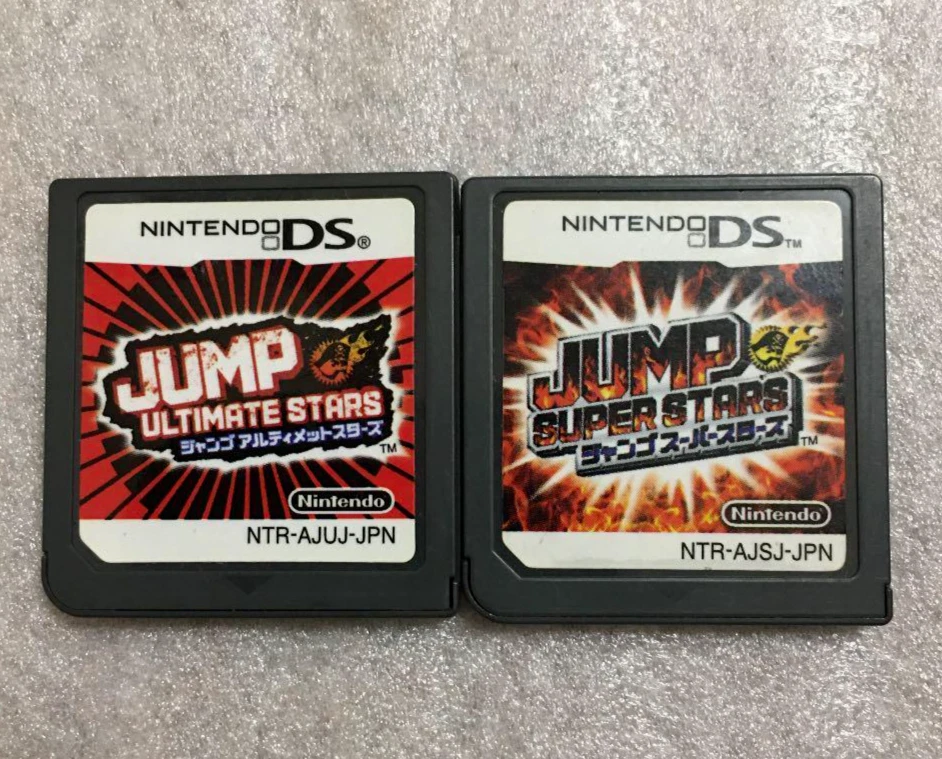 NINTENDO DS®
JUMP
ULTIMATE STARS
ジャンプ アルティメットスターズ
TM
Nintendo
NTR-AJUJ-JPN
NINTENDO DS TM
JUMP
SUPER STARS
ジャンプ スーパースターズ
TM
Nintendo
NTR-AJSJ-JPN